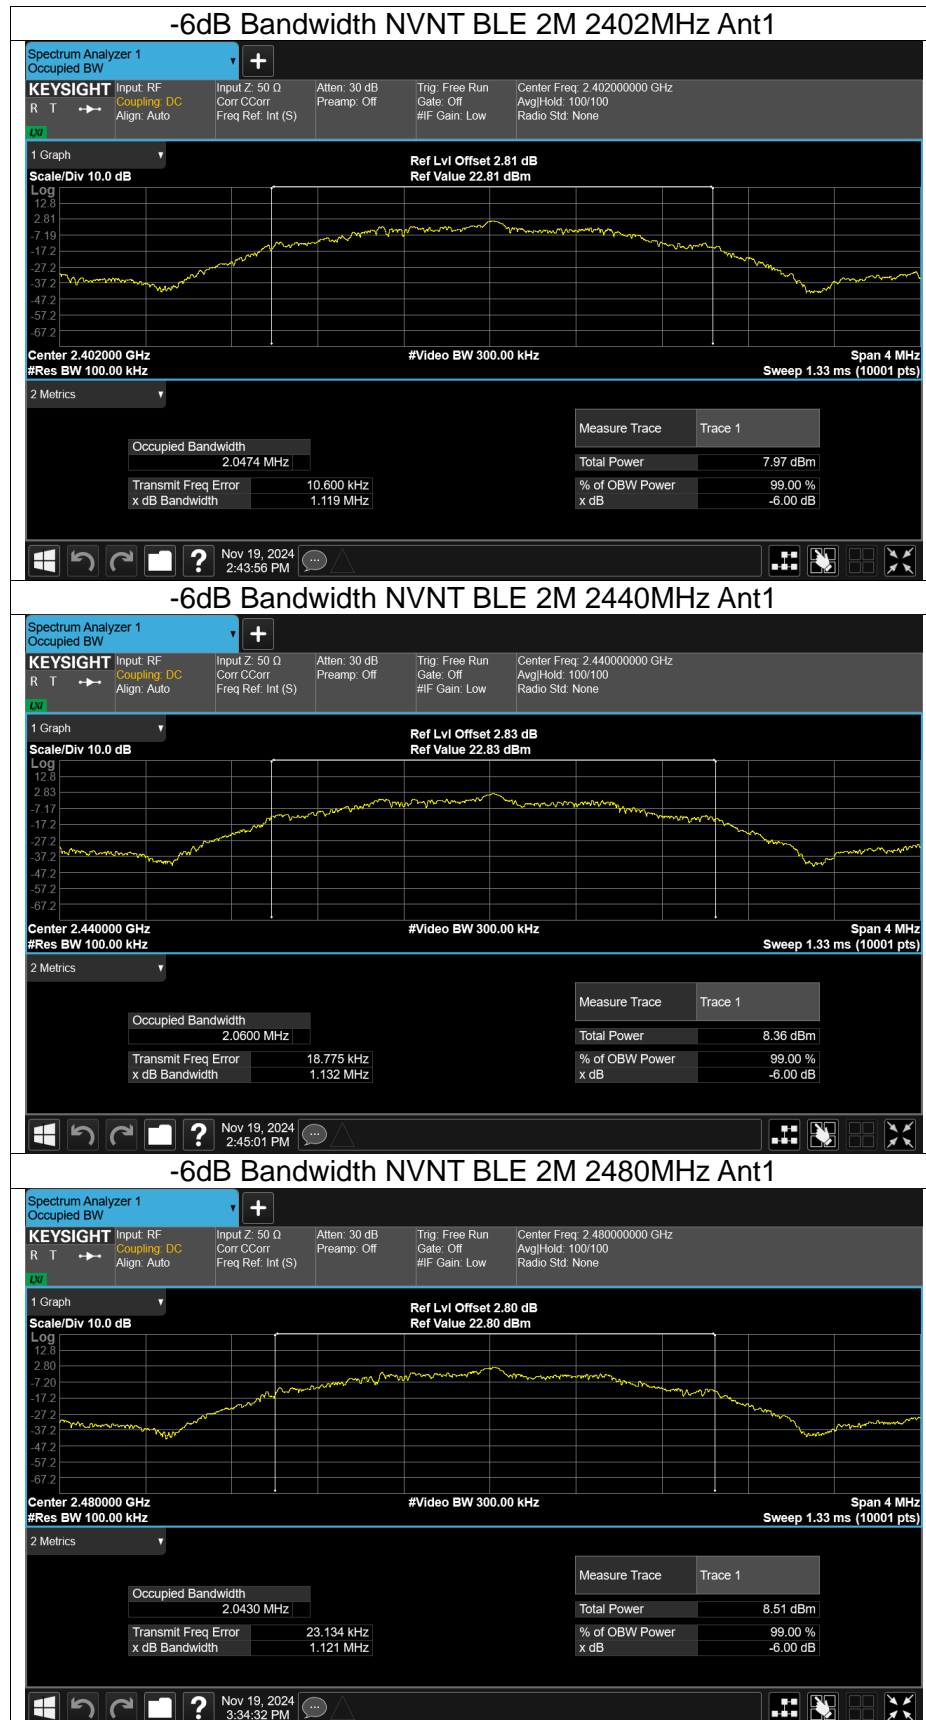 -6dB Bandwidth NVNT BLE 2M 2402MHz Ant1
Spectrum Analyzer 1
Occupied BW
KEYSIGHT
R T
LXI
Input: RF
Coupling: DC
Align: Auto
Input Z: 50 Ω
Corr CCorr
Freq Ref: Int (S)
Atten: 30 dB
Preamp: Off
Trig: Free Run
Gate: Off
#IF Gain: Low
Center Freq: 2.402000000 GHz
Avg|Hold: 100/100
Radio Std: None
1 Graph
Scale/Div 10.0 dB
Ref Lvl Offset 2.81 dB
Ref Value 22.81 dBm
Log
12.8
2.81
-7.19
-17.2
-27.2
-37.2
-47.2
-57.2
-67.2
Center 2.402000 GHz
#Video BW 300.00 kHz
Span 4 MHz
#Res BW 100.00 kHz
Sweep 1.33 ms (10001 pts)
2 Metrics
Measure Trace Trace 1
Occupied Bandwidth
2.0474 MHz
Total Power 7.97 dBm
Transmit Freq Error 10.600 kHz
% of OBW Power 99.00 %
x dB Bandwidth 1.119 MHz
x dB -6.00 dB
?
Nov 19, 2024
2:43:56 PM
-6dB Bandwidth NVNT BLE 2M 2440MHz Ant1
Spectrum Analyzer 1
Occupied BW
KEYSIGHT
R T
LXI
Input: RF
Coupling: DC
Align: Auto
Input Z: 50 Ω
Corr CCorr
Freq Ref: Int (S)
Atten: 30 dB
Preamp: Off
Trig: Free Run
Gate: Off
#IF Gain: Low
Center Freq: 2.440000000 GHz
Avg|Hold: 100/100
Radio Std: None
1 Graph
Scale/Div 10.0 dB
Ref Lvl Offset 2.83 dB
Ref Value 22.83 dBm
Log
12.8
2.83
-7.17
-17.2
-27.2
-37.2
-47.2
-57.2
-67.2
Center 2.440000 GHz
#Video BW 300.00 kHz
Span 4 MHz
#Res BW 100.00 kHz
Sweep 1.33 ms (10001 pts)
2 Metrics
Measure Trace Trace 1
Occupied Bandwidth
2.0600 MHz
Total Power 8.36 dBm
Transmit Freq Error 18.775 kHz
% of OBW Power 99.00 %
x dB Bandwidth 1.132 MHz
x dB -6.00 dB
?
Nov 19, 2024
2:45:01 PM
-6dB Bandwidth NVNT BLE 2M 2480MHz Ant1
Spectrum Analyzer 1
Occupied BW
KEYSIGHT
R T
LXI
Input: RF
Coupling: DC
Align: Auto
Input Z: 50 Ω
Corr CCorr
Freq Ref: Int (S)
Atten: 30 dB
Preamp: Off
Trig: Free Run
Gate: Off
#IF Gain: Low
Center Freq: 2.480000000 GHz
Avg|Hold: 100/100
Radio Std: None
1 Graph
Scale/Div 10.0 dB
Ref Lvl Offset 2.80 dB
Ref Value 22.80 dBm
Log
12.8
2.80
-7.20
-17.2
-27.2
-37.2
-47.2
-57.2
-67.2
Center 2.480000 GHz
#Video BW 300.00 kHz
Span 4 MHz
#Res BW 100.00 kHz
Sweep 1.33 ms (10001 pts)
2 Metrics
Measure Trace Trace 1
Occupied Bandwidth
2.0430 MHz
Total Power 8.51 dBm
Transmit Freq Error 23.134 kHz
% of OBW Power 99.00 %
x dB Bandwidth 1.121 MHz
x dB -6.00 dB
?
Nov 19, 2024
3:34:32 PM